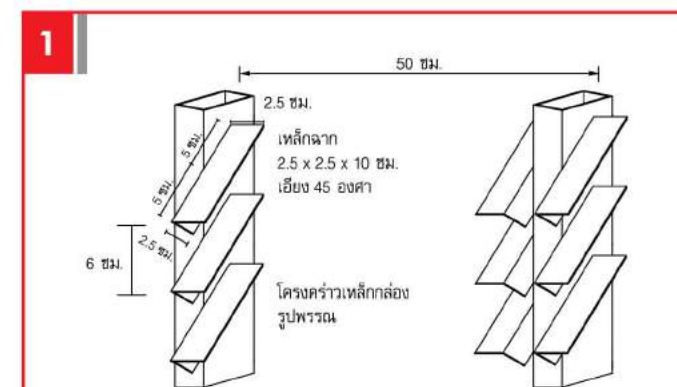 1
50 ซม.
2.5 ซม.
5 ซม.
5 ซม.
เหล็กฉาก
2.5 x 2.5 x 10 ซม.
เอียง 45 องศา
2.5 ซม.
6 ซม.
โครงคร่าวเหล็กกล่อง
รูปพรรณ